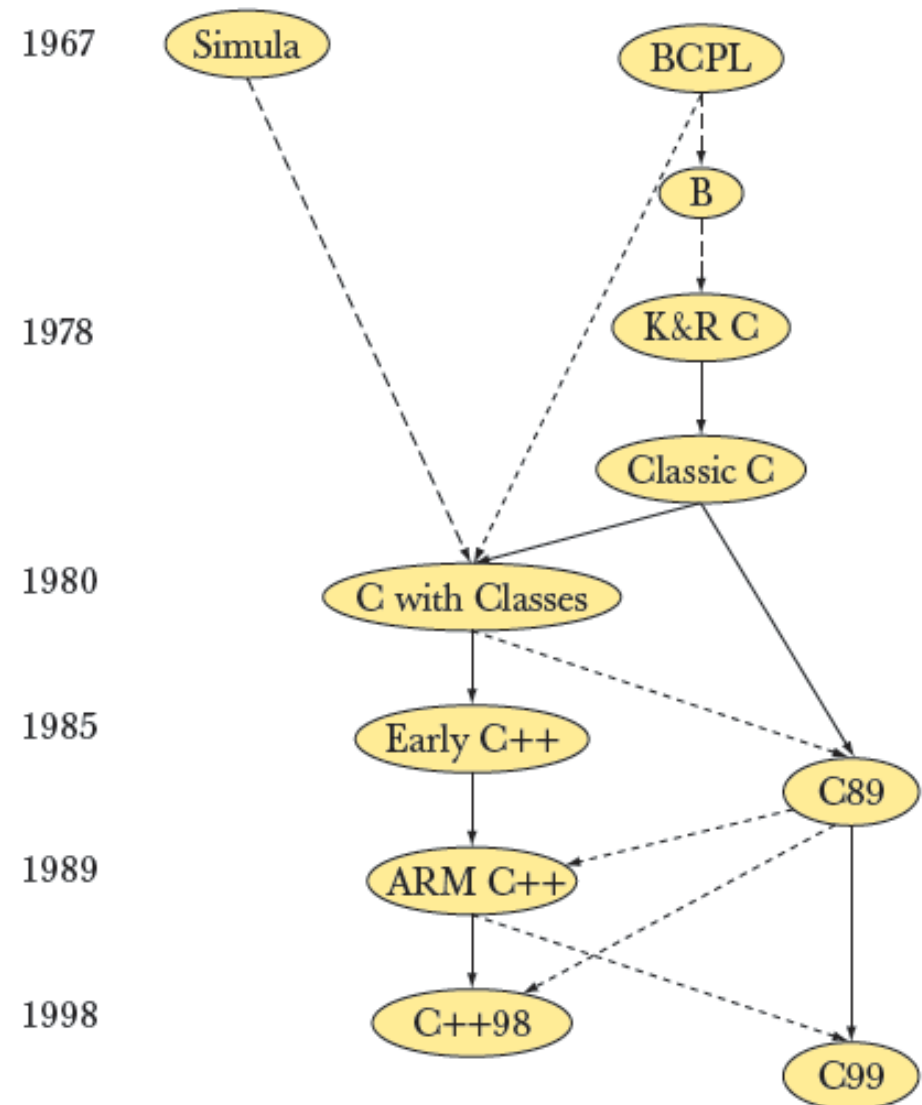 1967
Simula
BCPL
B
1978
K&R C
Classic C
1980
C with Classes
1985
Early C++
C89
1989
ARM C++
1998
C++98
C99